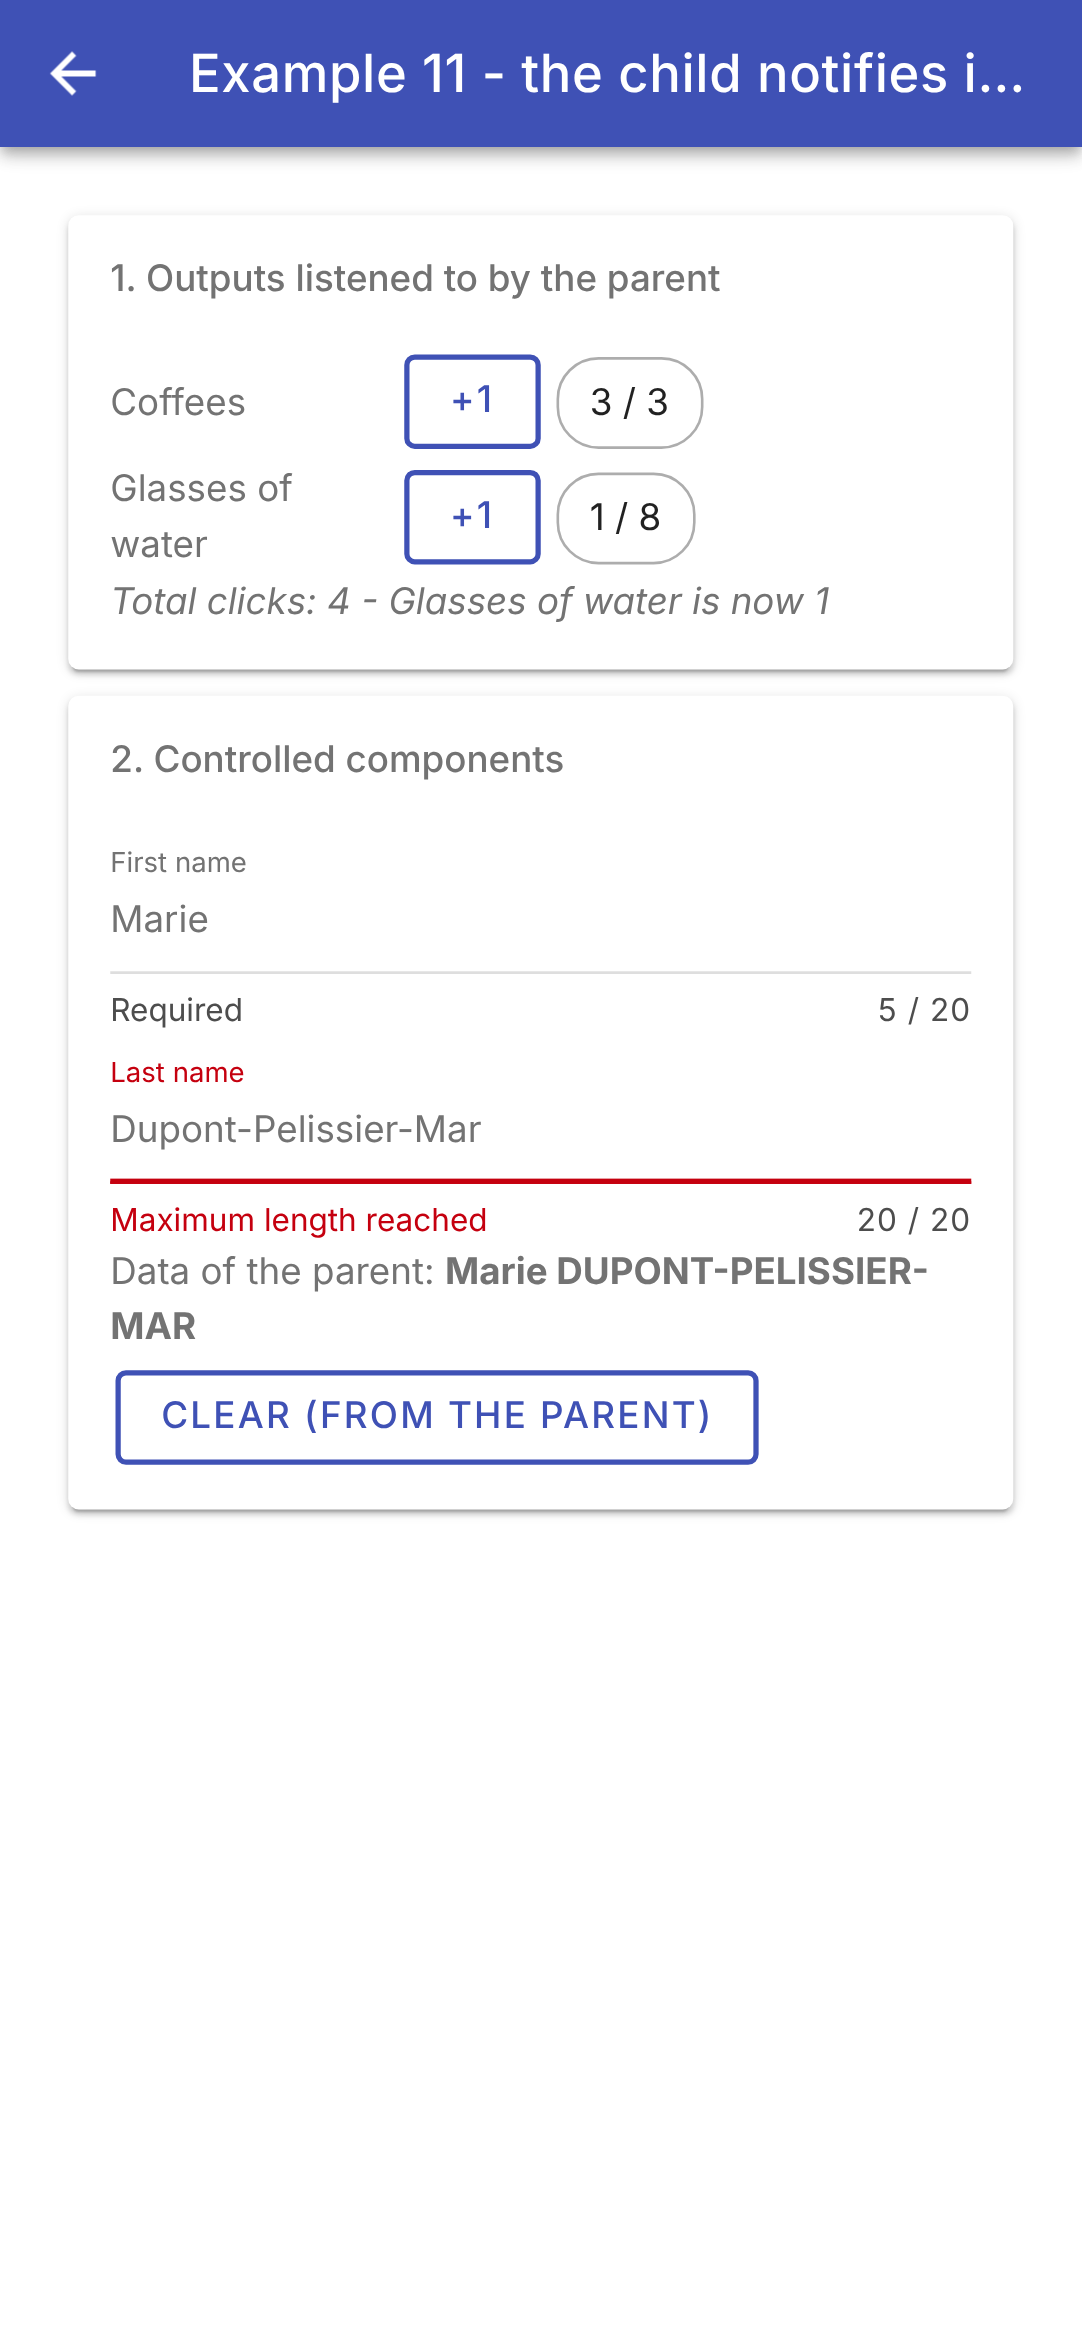 Example 11 - the child notifies i...
1. Outputs listened to by the parent
Coffees +1 3 / 3
Glasses of water +1 1 / 8
Total clicks: 4 - Glasses of water is now 1
2. Controlled components
First name
Marie
Required 5 / 20
Last name
Dupont-Pelissier-Mar
Maximum length reached 20 / 20
Data of the parent: Marie DUPONT-PELISSIER-
MAR
CLEAR (FROM THE PARENT)